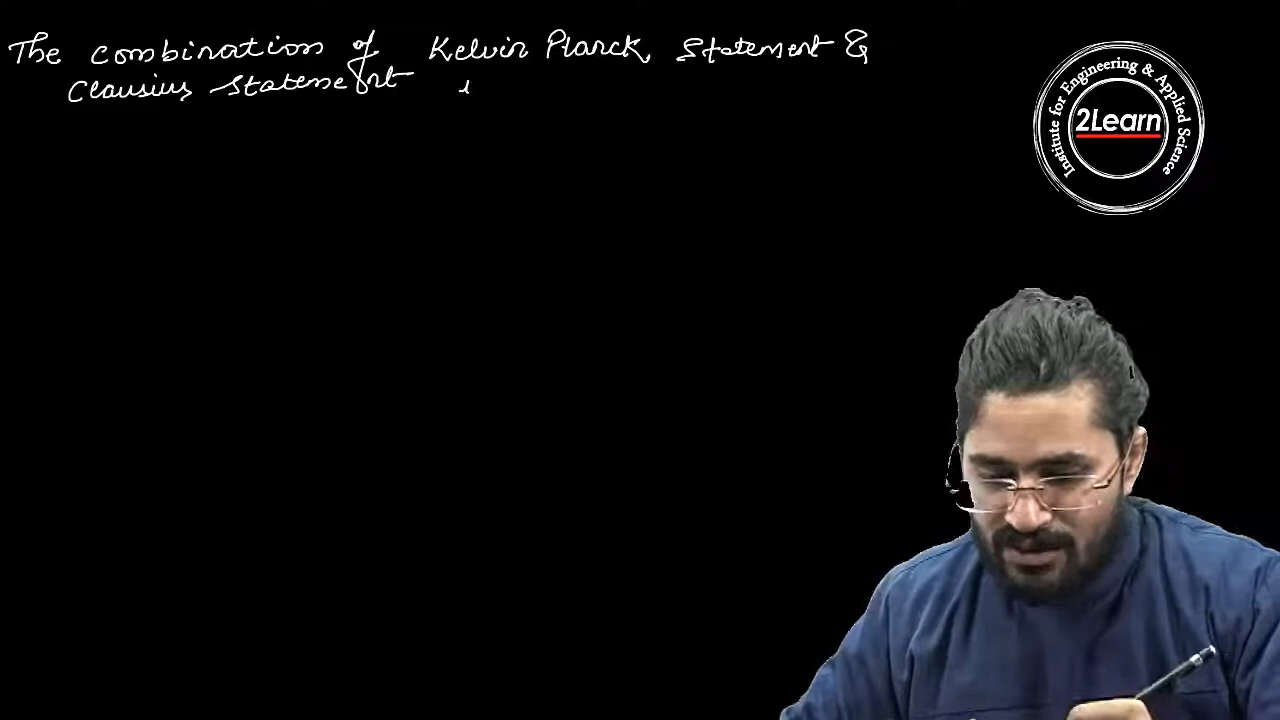 The combination of Kelvin Planck Statement &
Clausius Statement i
Institute for Engineering & Applied Science
2Learn